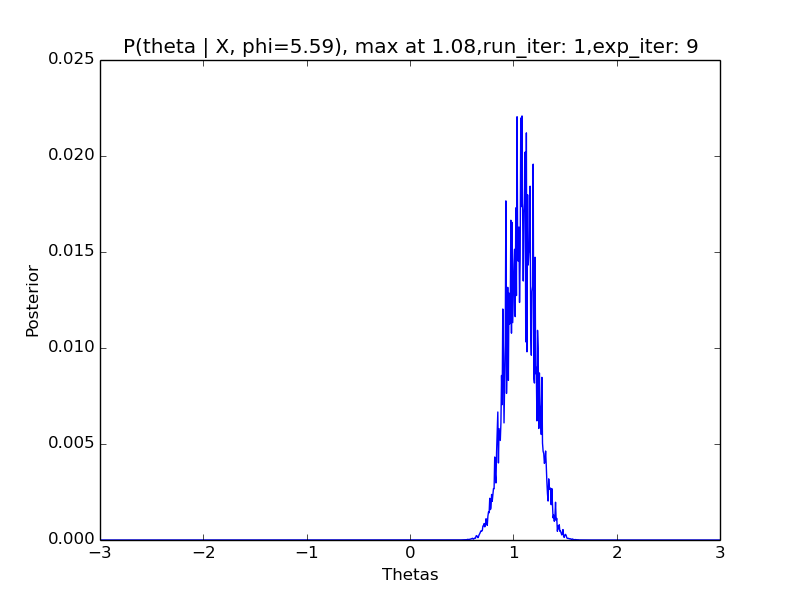 P(theta | X, phi=5.59), max at 1.08,run_iter: 1,exp_iter: 9
0.025
0.020
0.015
0.010
0.005
0.000
Posterior
−3 −2 −1 0 1 2 3
Thetas